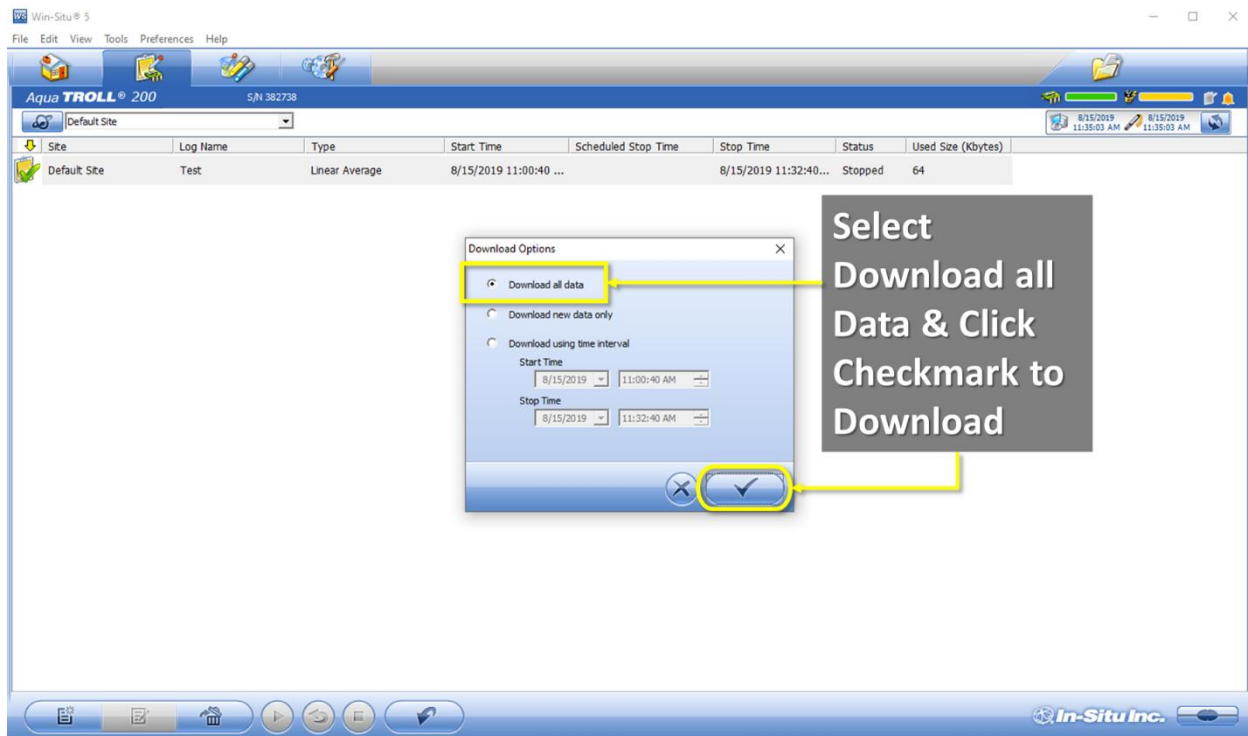 Win-Situ® 5
File Edit View Tools Preferences Help
Aqua TROLL® 200 S/N 382738
Default Site
8/15/2019 11:35:03 AM 8/15/2019 11:35:03 AM
Site Log Name Type Start Time Scheduled Stop Time Stop Time Status Used Size (Kbytes)
Default Site Test Linear Average 8/15/2019 11:00:40 ... 8/15/2019 11:32:40... Stopped 64
Download Options
Download all data
Download new data only
Download using time interval
Start Time
8/15/2019 11:00:40 AM
Stop Time
8/15/2019 11:32:40 AM
Select
Download all
Data & Click
Checkmark to
Download
In-Situ Inc.